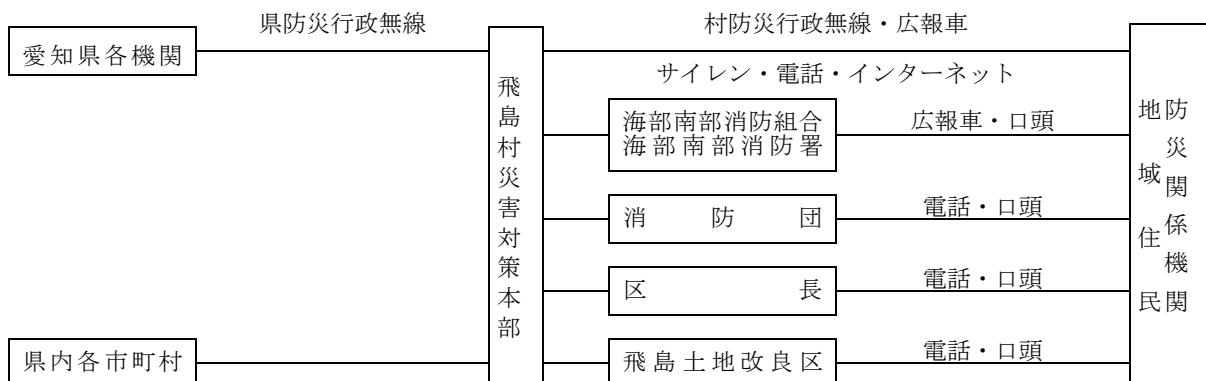 県防災行政無線
村防災行政無線・広報車
愛知県各機関
サイレン・電話・インターネット
飛島村災害対策本部
海部南部消防組合
海部南部消防署
広報車・口頭
消防団
電話・口頭
区長
電話・口頭
県内各市町村
飛島土地改良区
電話・口頭
防災関係機関
地域住民